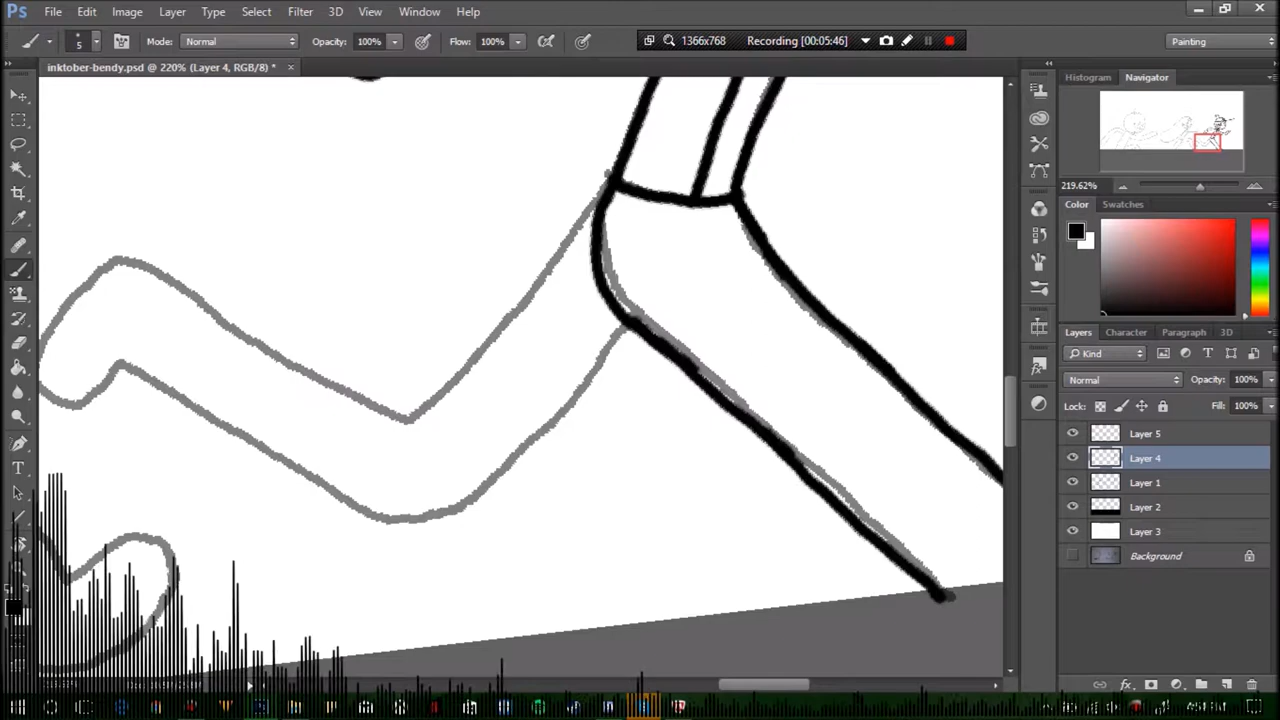 Ps File Edit Image Layer Type Select Filter 3D View Window Help
5 Mode: Normal Opacity: 100% Flow: 100% 1366x768 Recording [00:05:46] Painting
inktober-bendy.psd @ 220% (Layer 4, RGB/8) * ×
Histogram Navigator
219.62%
Color Swatches
Layers Character Paragraph 3D
Kind
Normal Opacity: 100%
Lock: Fill: 100%
Layer 5
Layer 4
Layer 1
Layer 2
Layer 3
Background